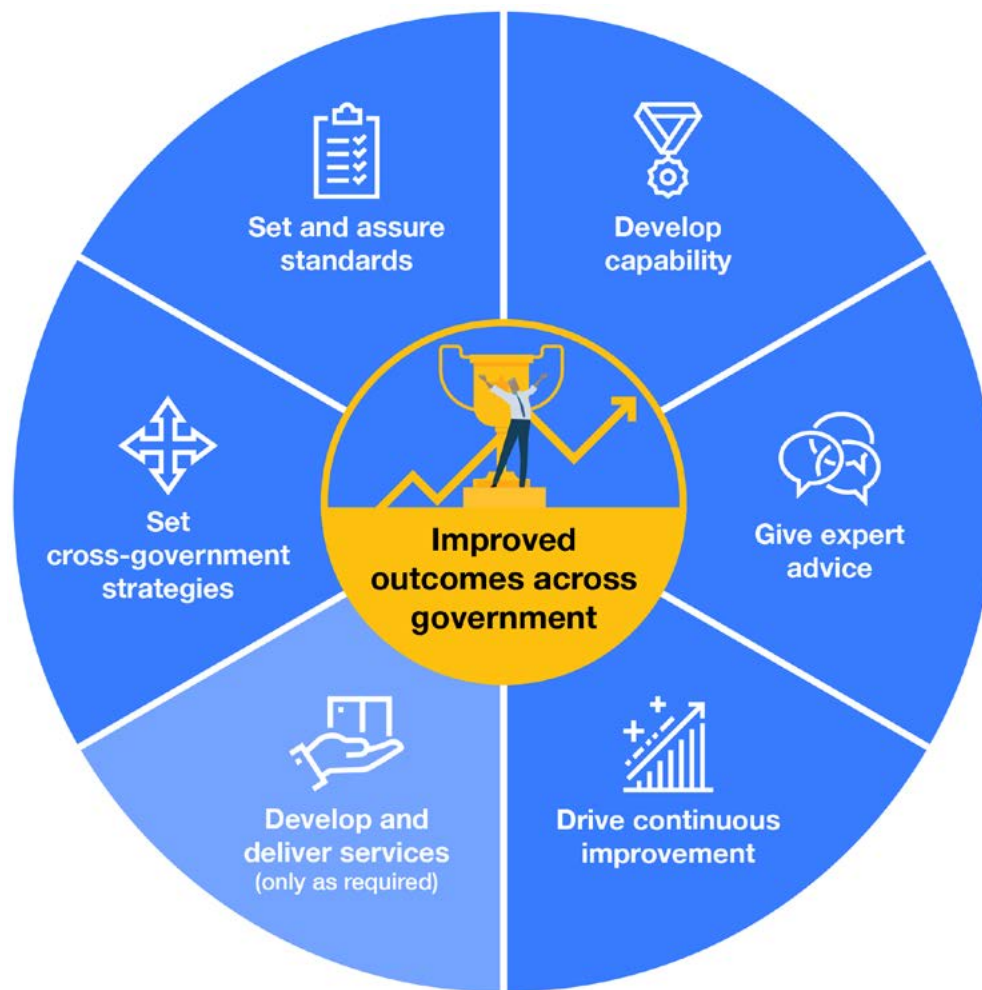 Set and assure
standards
Develop
capability
Set
cross-government
strategies
Improved
outcomes across
government
Give expert
advice
Develop and
deliver services
(only as required)
Drive continuous
improvement